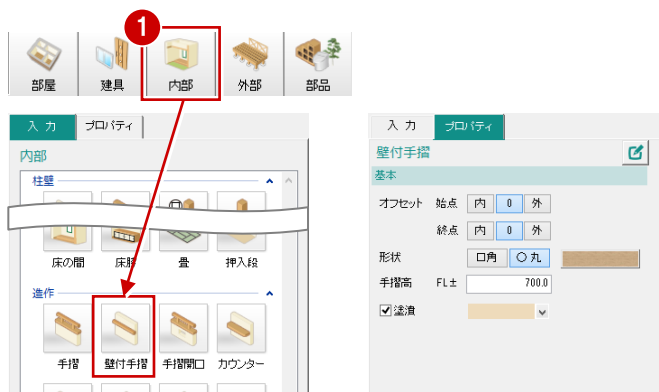 1
部屋 建具 内部 外部 部品
入 力 プロパティ
内部
柱壁
床の間 床脇 畳 押入段
造作
手摺 壁付手摺 手摺開口 カウンター
入 力 プロパティ
壁付手摺
基本
オフセット 始点 内 0 外
終点 内 0 外
形状 口角 〇丸
手摺高 FL± 700.0
塗潰